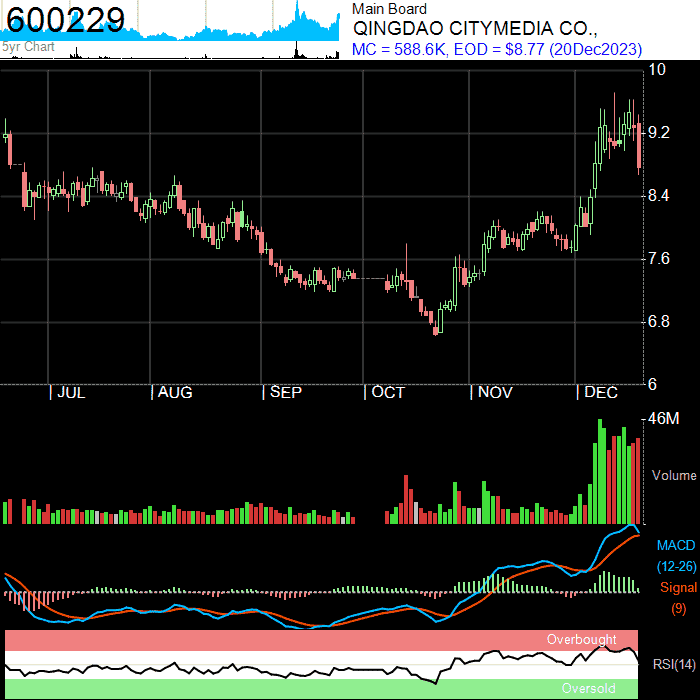 600229
5yr Chart
Main Board
QINGDAO CITYMEDIA CO.,
MC = 588.6K, EOD = $8.77 (20Dec2023)
10
9.2
8.4
7.6
6.8
6
| JUL | AUG | SEP | OCT | NOV | DEC
46M
Volume
MACD
(12-26)
Signal
(9)
Overbought
RSI(14)
Oversold